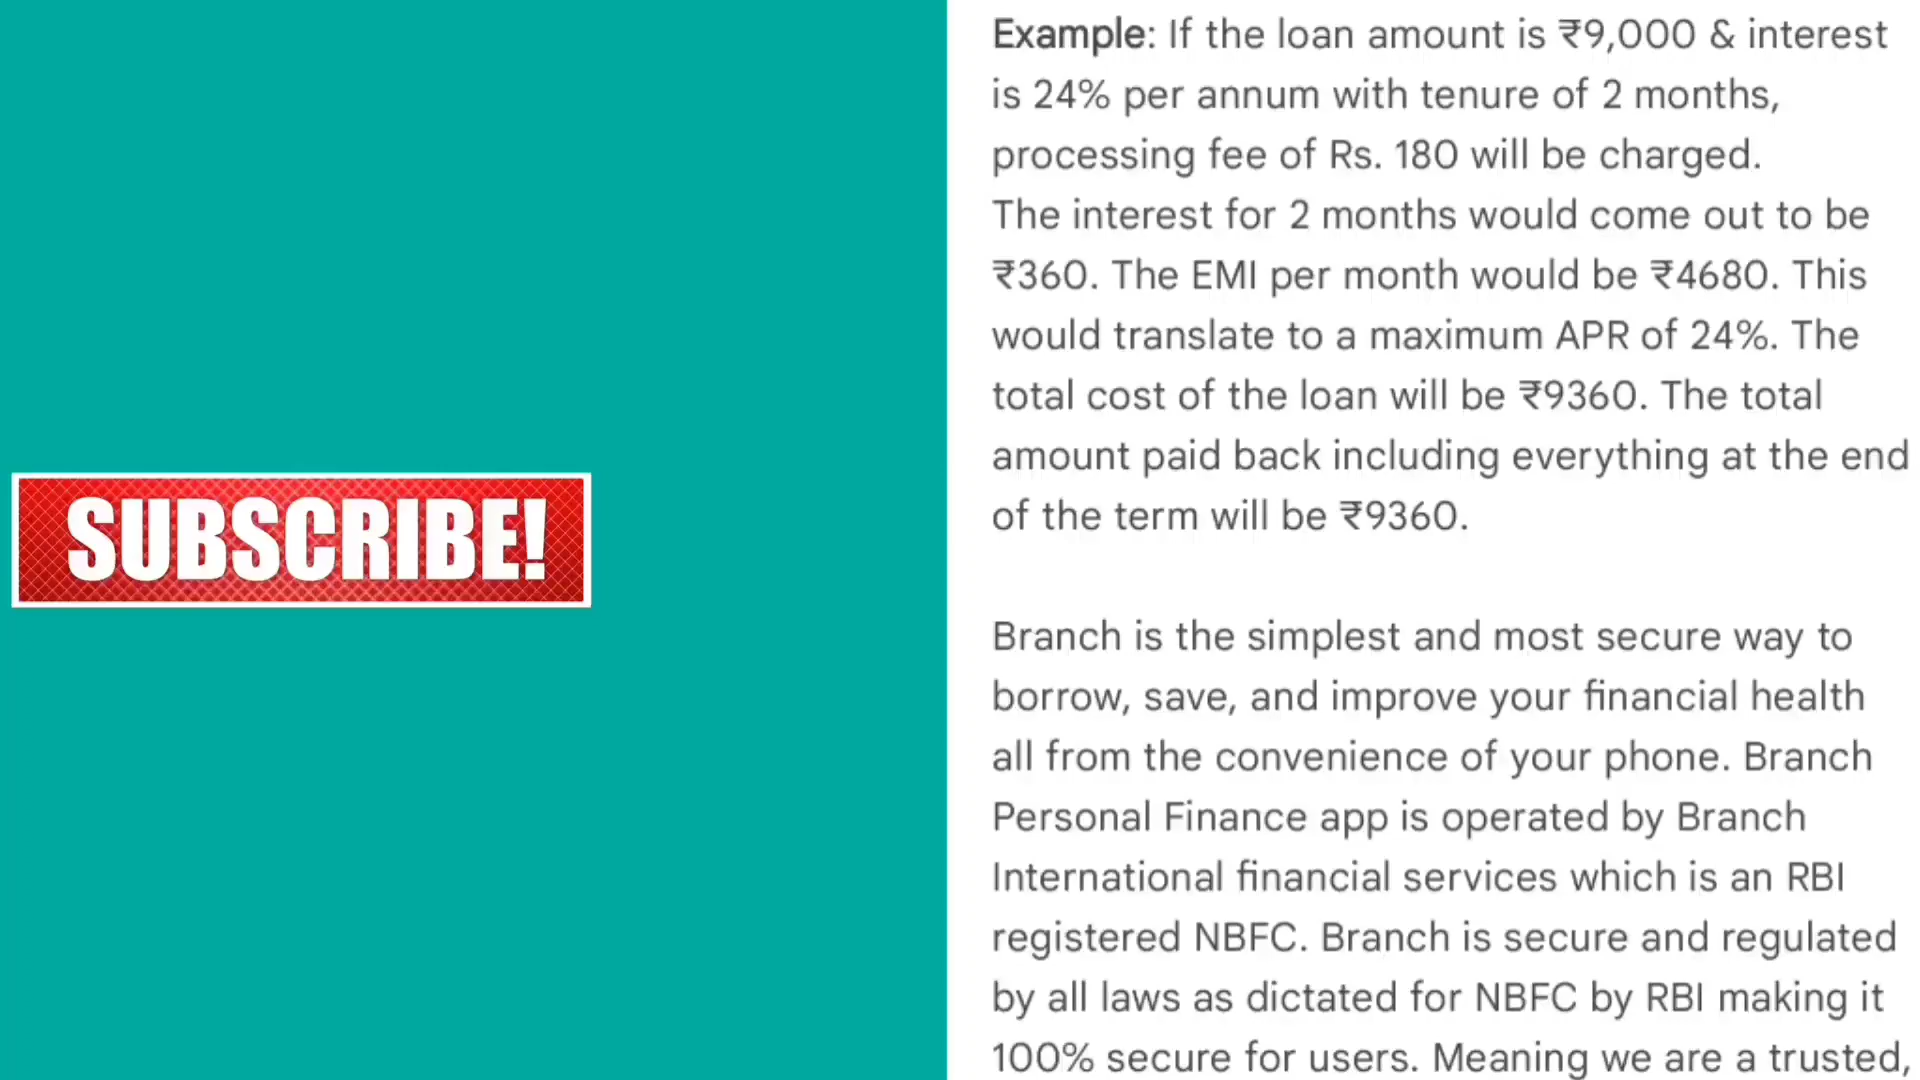 SUBSCRIBE!
Example: If the loan amount is ₹9,000 & interest
is 24% per annum with tenure of 2 months,
processing fee of Rs. 180 will be charged.
The interest for 2 months would come out to be
₹360. The EMI per month would be ₹4680. This
would translate to a maximum APR of 24%. The
total cost of the loan will be ₹9360. The total
amount paid back including everything at the end
of the term will be ₹9360.
Branch is the simplest and most secure way to
borrow, save, and improve your financial health
all from the convenience of your phone. Branch
Personal Finance app is operated by Branch
International financial services which is an RBI
registered NBFC. Branch is secure and regulated
by all laws as dictated for NBFC by RBI making it
100% secure for users. Meaning we are a trusted,